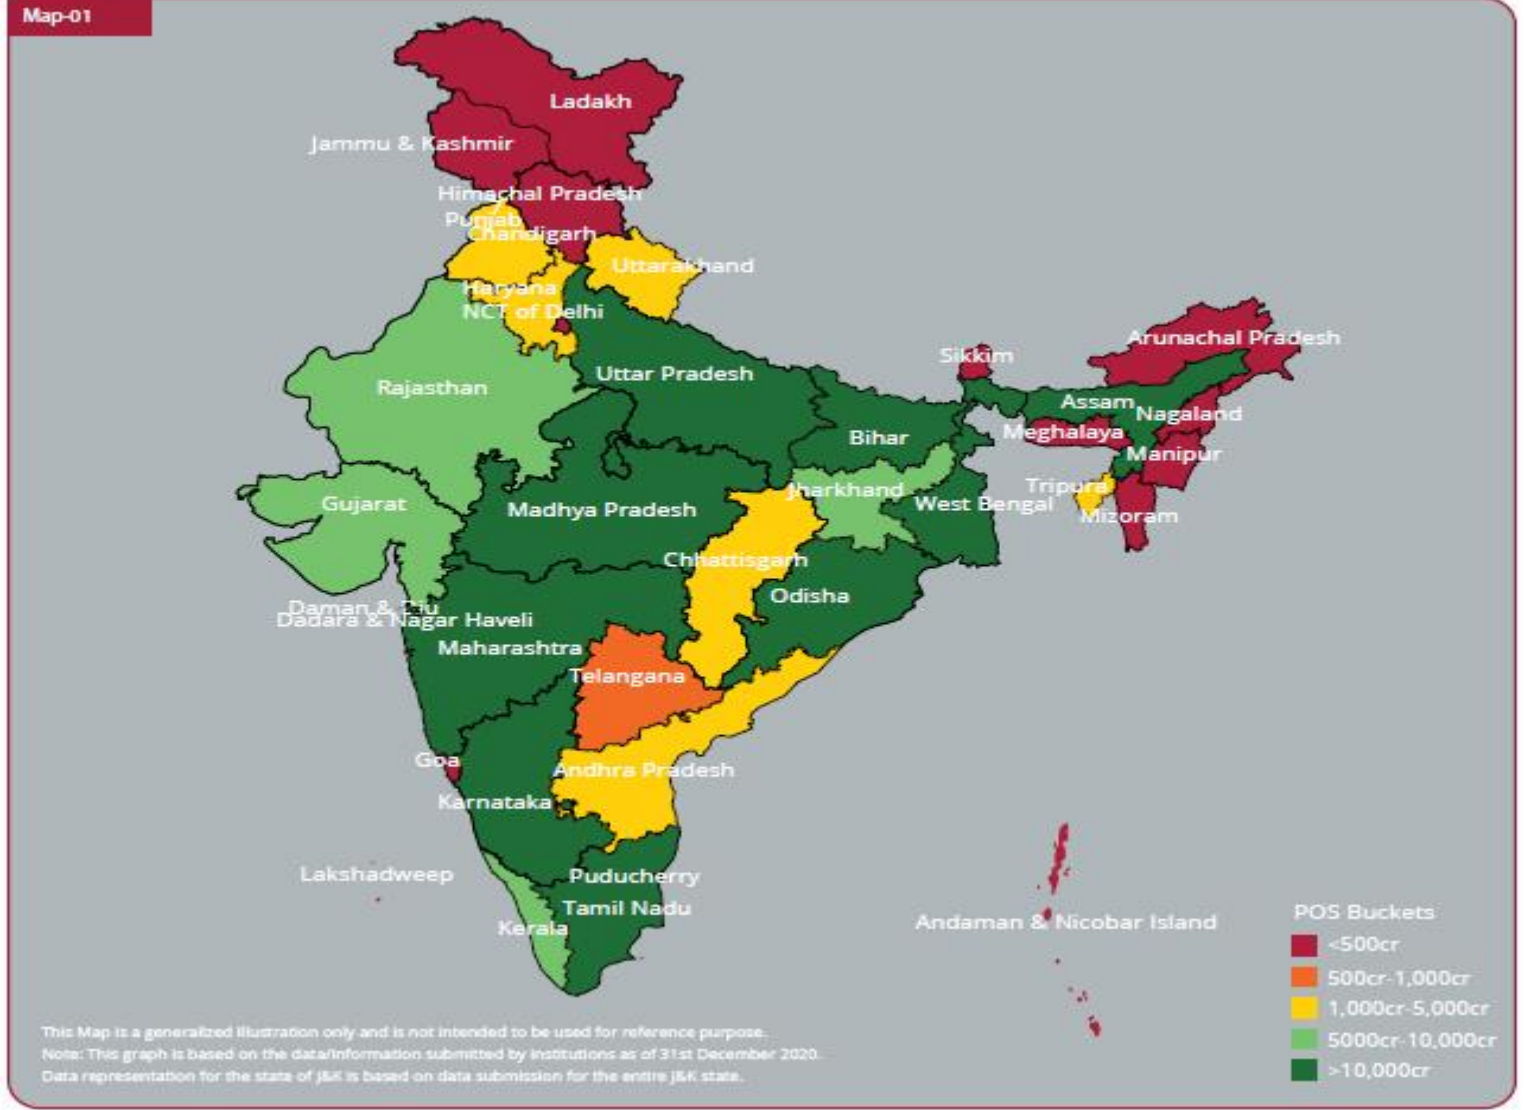 Map-01
Ladakh
Jammu & Kashmir
Himachal Pradesh
Punjab
Chandigarh
Uttarakhand
Haryana
NCT of Delhi
Arunachal Pradesh
Sikkim
Uttar Pradesh
Rajasthan
Assam
Nagaland
Meghalaya
Bihar
Manipur
Tripura
Jharkhand
Gujarat
West Bengal
Madhya Pradesh
Mizoram
Chhattisgarh
Odisha
Daman & Diu
Dadara & Nagar Haveli
Maharashtra
Telangana
Goa
Andhra Pradesh
Karnataka
Lakshadweep
Puducherry
Tamil Nadu
Kerala
Andaman & Nicobar Island
POS Buckets
<500cr
500cr-1,000cr
1,000cr-5,000cr
5000cr-10,000cr
>10,000cr
This Map is a generalized illustration only and is not intended to be used for reference purpose.
Note: This graph is based on the data/information submitted by institutions as of 31st December 2020.
Data representation for the state of J&K is based on data submission for the entire J&K state.